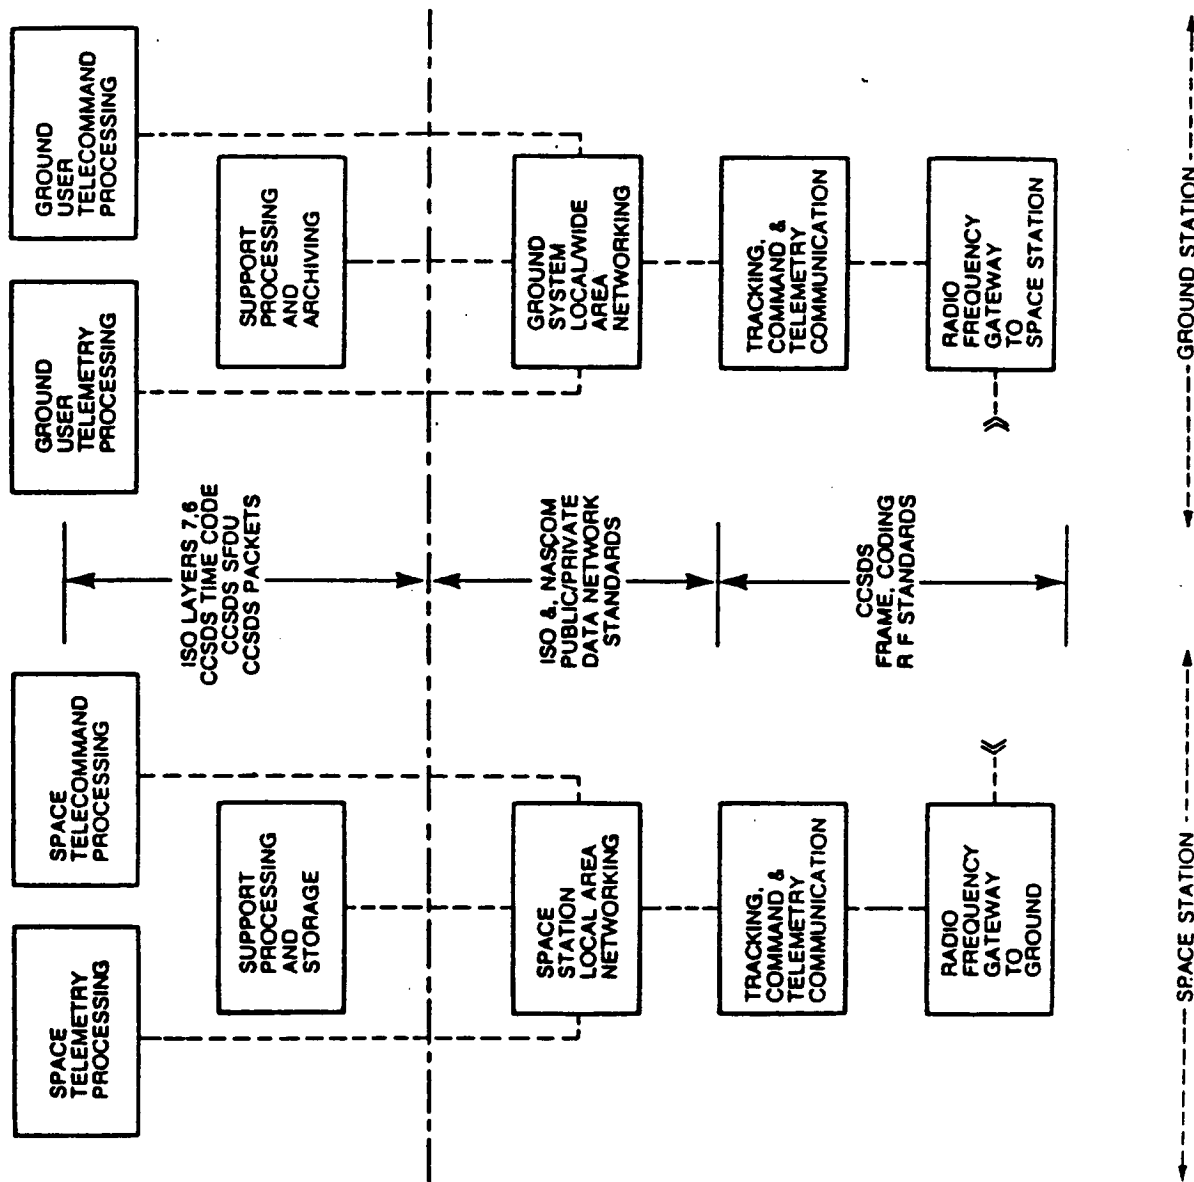 SPACE
TELEMETRY
PROCESSING
SPACE
TELECOMMAND
PROCESSING
GROUND
USER
TELEMETRY
PROCESSING
GROUND
USER
TELECOMMAND
PROCESSING
SUPPORT
PROCESSING
AND
STORAGE
ISO LAYERS 7,6
CCSDS TIME CODE
CCSDS SFDU
CCSDS PACKETS
SUPPORT
PROCESSING
AND
ARCHIVING
SPACE
STATION
LOCAL AREA
NETWORKING
ISO &, NASCOM
PUBLIC/PRIVATE
DATA NETWORK
STANDARDS
GROUND
SYSTEM
LOCAL/WIDE
AREA
NETWORKING
TRACKING,
COMMAND &
TELEMETRY
COMMUNICATION
TRACKING,
COMMAND &
TELEMETRY
COMMUNICATION
CCSDS
FRAME, CODING
R F STANDARDS
RADIO
FREQUENCY
GATEWAY
TO
GROUND
RADIO
FREQUENCY
GATEWAY
TO
SPACE STATION
SPACE STATION
GROUND STATION